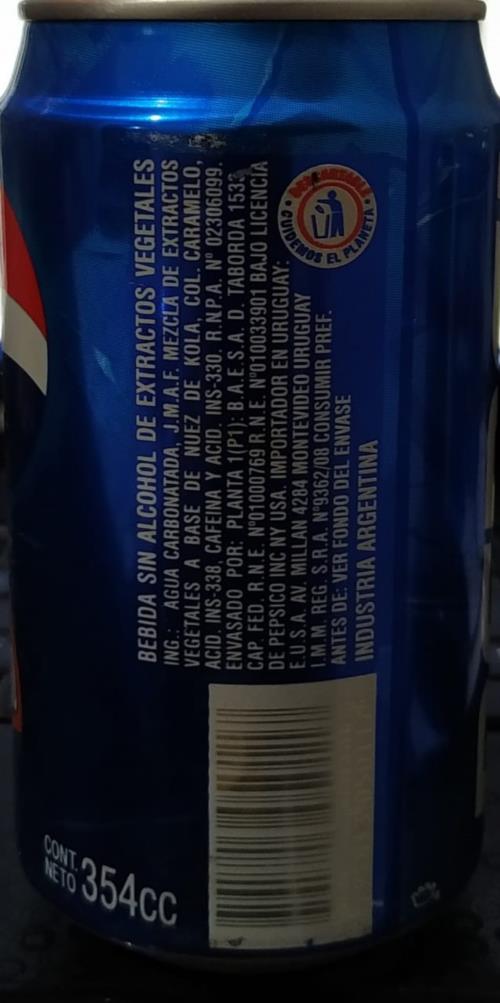 BEBIDA SIN ALCOHOL DE EXTRACTOS VEGETALES
ING.: AGUA CARBONATADA, J.M.A.F. MEZCLA DE EXTRACTOS
VEGETALES A BASE DE NUEZ DE KOLA, COL. CARAMELO,
ACID. INS-338, CAFEINA Y ACID. INS-330. R.N.P.A. Nº 02306099.
ENVASADO POR: PLANTA 1(P1): B.A.E.S.A. D. TABORDA 1533,
CAP. FED. R.N.E. Nº01000769 R.N.E. Nº010033901 BAJO LICENCIA
DE PEPSICO INC NY USA. IMPORTADOR EN URUGUAY:
E.U.S.A. AV. MILLAN 4284 MONTEVIDEO URUGUAY
I.M.M. REG. S.R.A. Nº9362/08 CONSUMIR PREF.
ANTES DE: VER FONDO DEL ENVASE
INDUSTRIA ARGENTINA
DESCARTABLE
CUIDEMOS EL PLANETA
CONT.
NETO 354CC